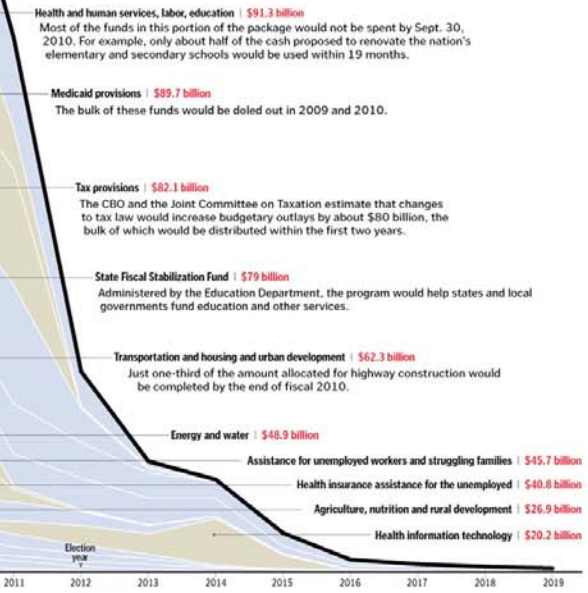 Health and human services, labor, education | $91.3 billion
Most of the funds in this portion of the package would not be spent by Sept. 30,
2010. For example, only about half of the cash proposed to renovate the nation's
elementary and secondary schools would be used within 19 months.
Medicaid provisions | $89.7 billion
The bulk of these funds would be doled out in 2009 and 2010.
Tax provisions | $82.1 billion
The CBO and the Joint Committee on Taxation estimate that changes
to tax law would increase budgetary outlays by about $80 billion, the
bulk of which would be distributed within the first two years.
State Fiscal Stabilization Fund | $79 billion
Administered by the Education Department, the program would help states and local
governments fund education and other services.
Transportation and housing and urban development | $62.3 billion
Just one-third of the amount allocated for highway construction would
be completed by the end of fiscal 2010.
Energy and water | $48.9 billion
Assistance for unemployed workers and struggling families | $45.7 billion
Health insurance assistance for the unemployed | $40.8 billion
Agriculture, nutrition and rural development | $26.9 billion
Health information technology | $20.2 billion
Election
year
2011 2012 2013 2014 2015 2016 2017 2018 2019